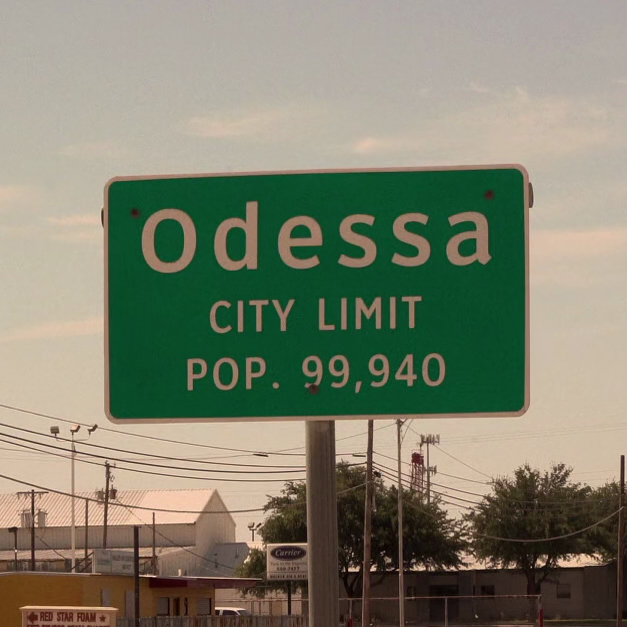 Odessa
CITY LIMIT
POP. 99,940
Carrier
RED STAR FOAM